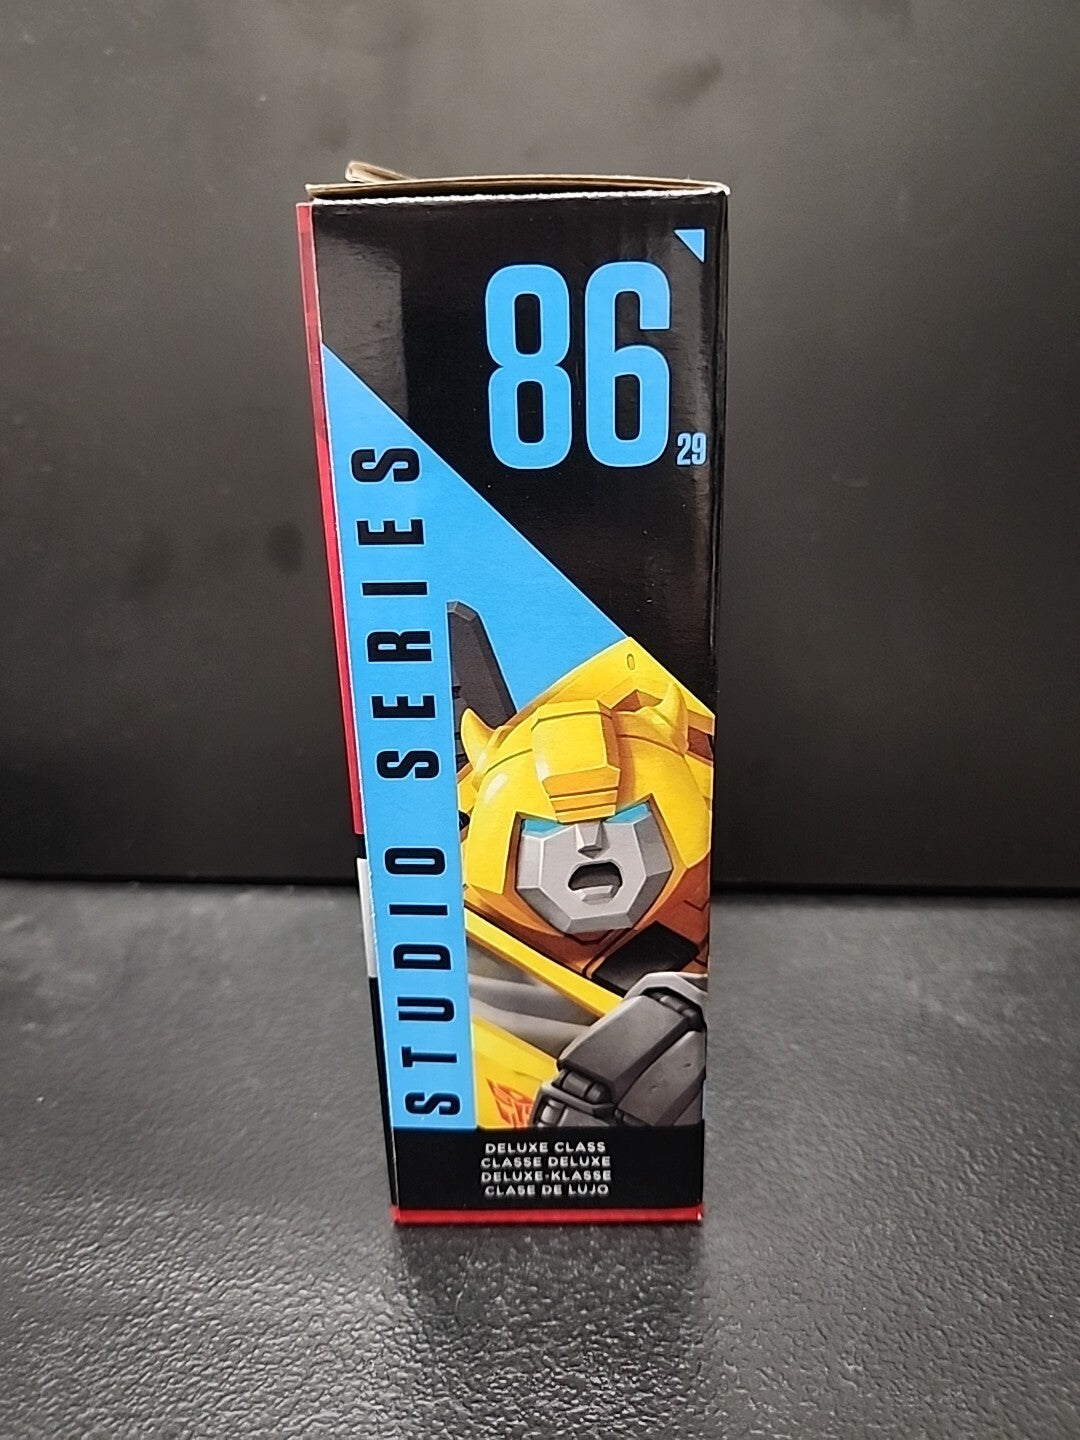 86
29
STUDIO SERIES
DELUXE CLASS
CLASSE DELUXE
DELUXE-KLASSE
CLASE DE LUJO